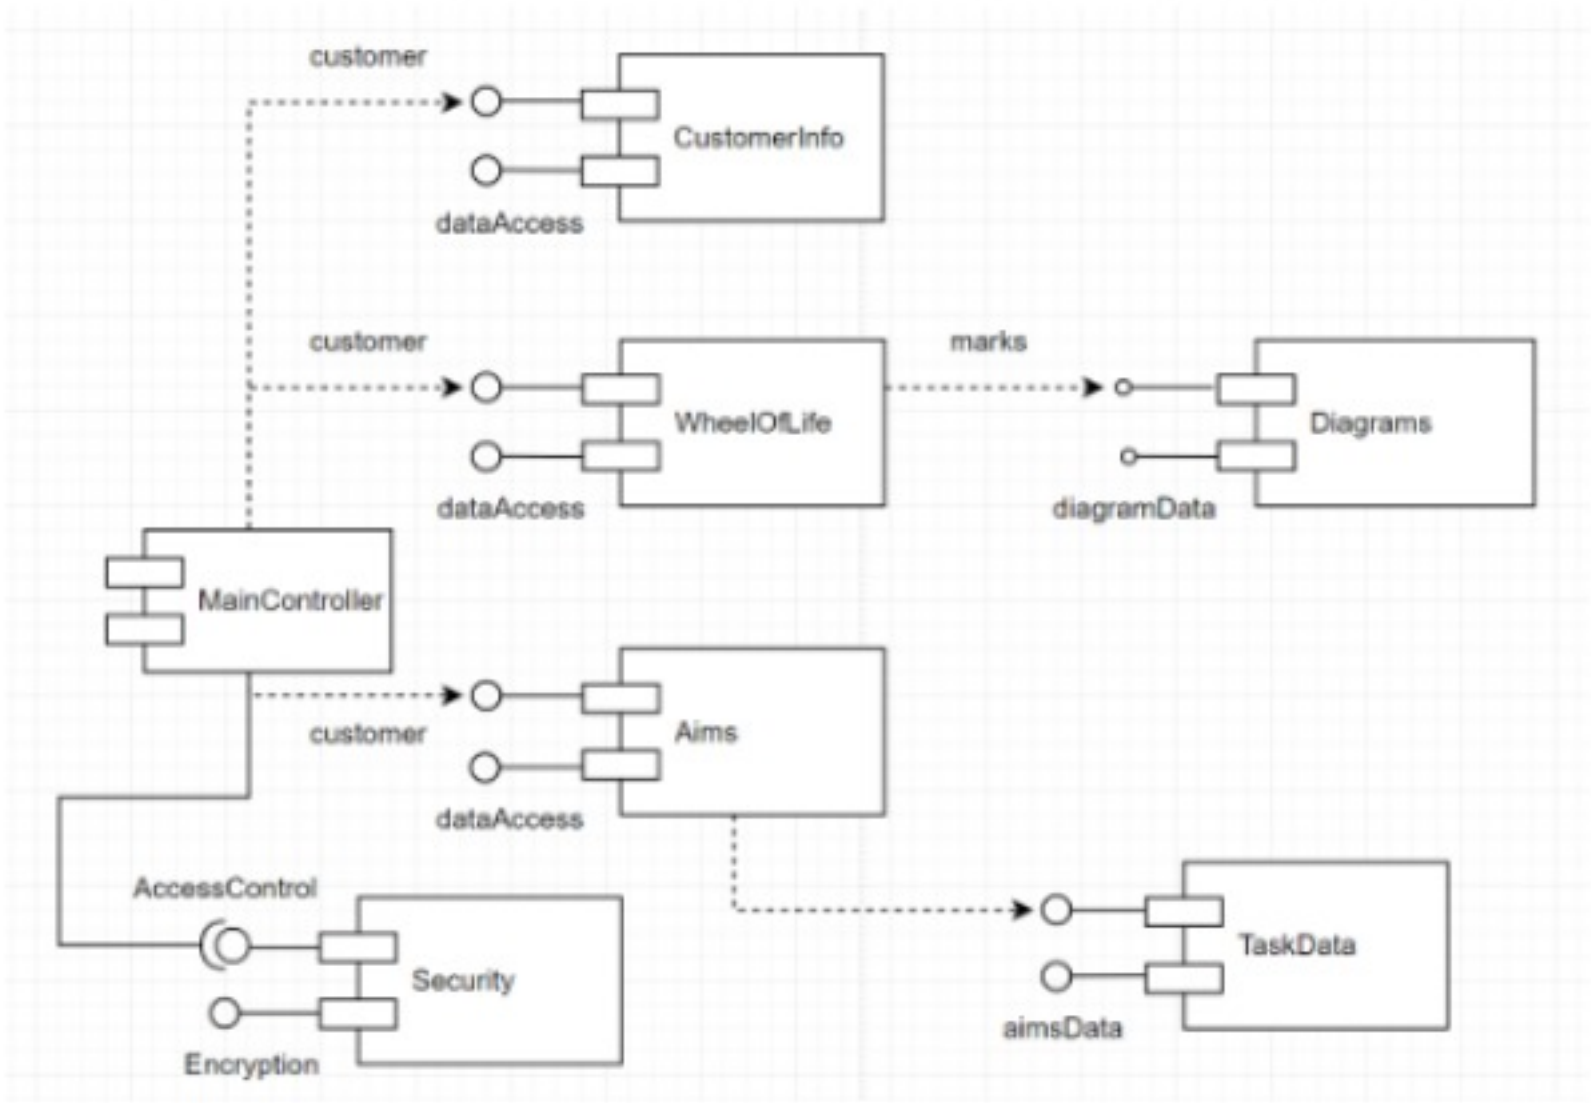 customer
CustomerInfo
dataAccess
customer
marks
WheelOfLife
Diagrams
dataAccess
diagramData
MainController
customer
Aims
dataAccess
AccessControl
TaskData
Security
aimsData
Encryption